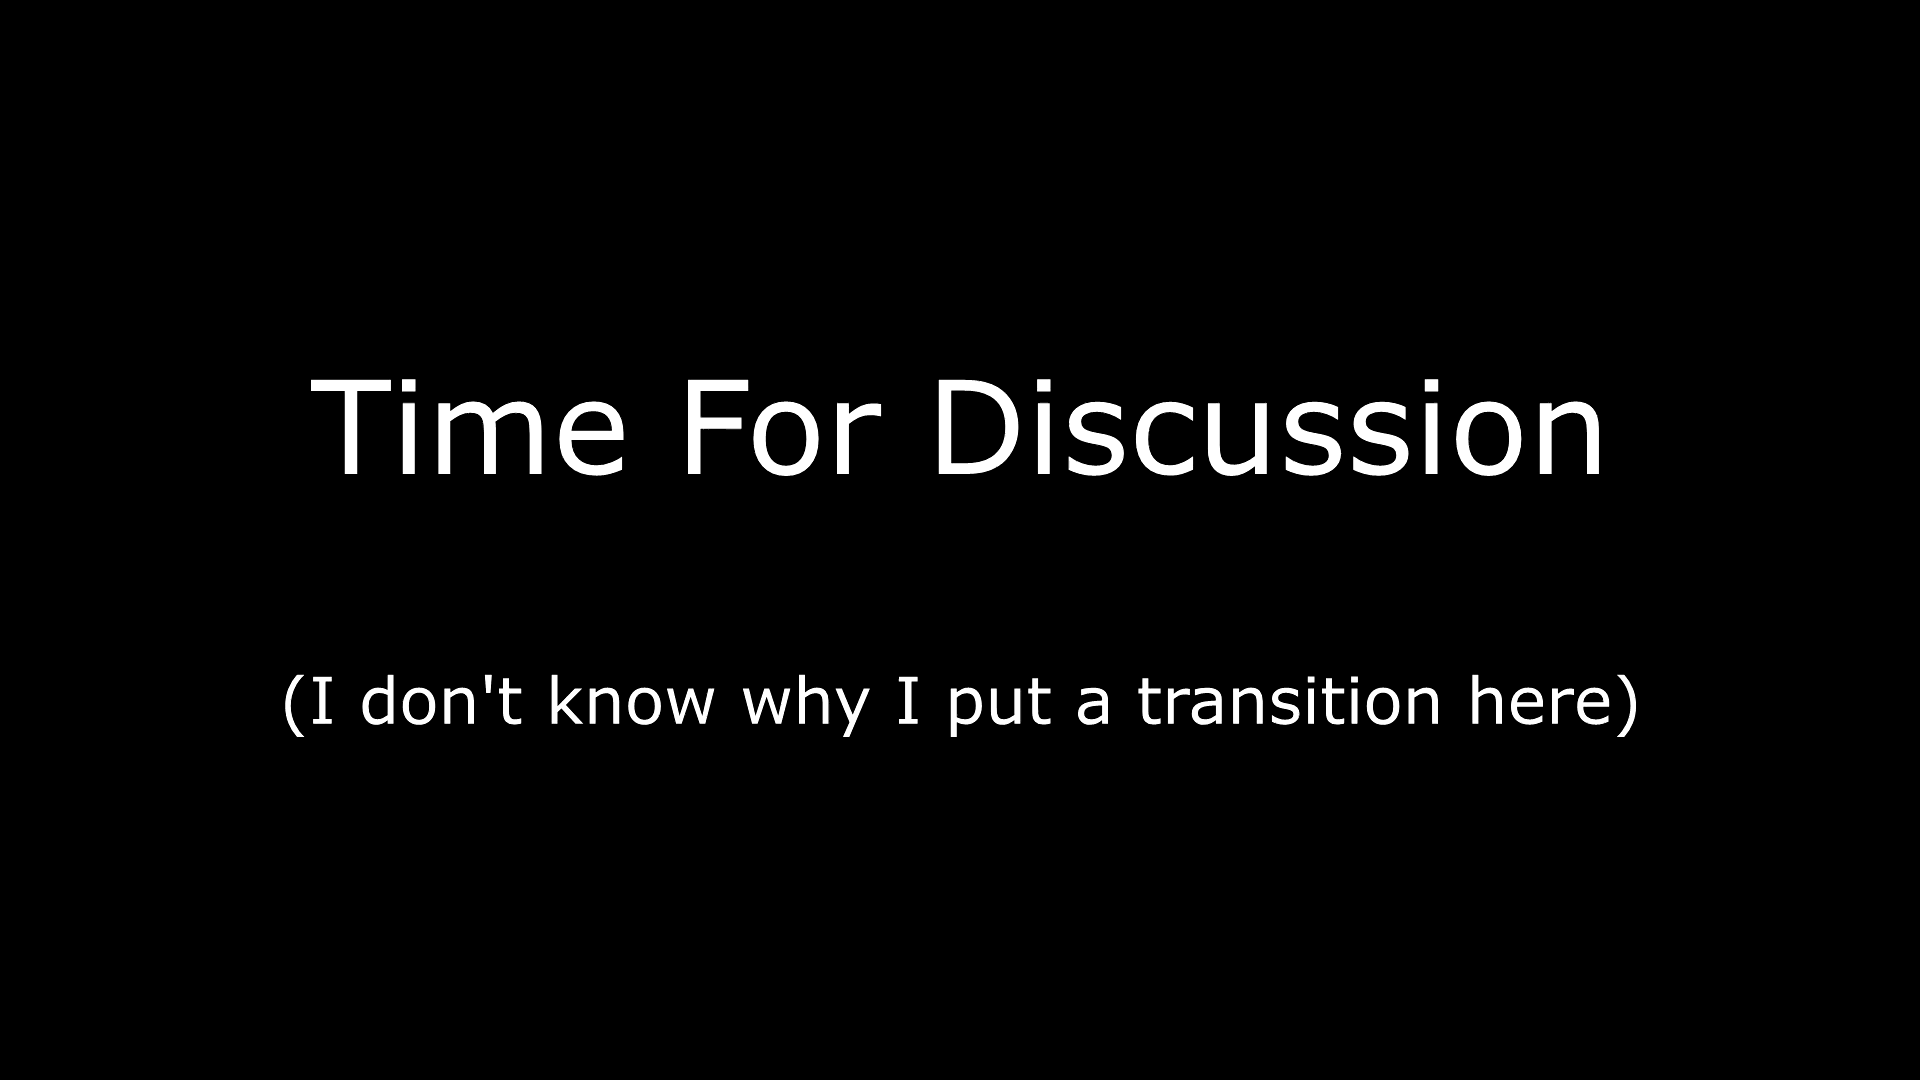 Time For Discussion
(I don't know why I put a transition here)